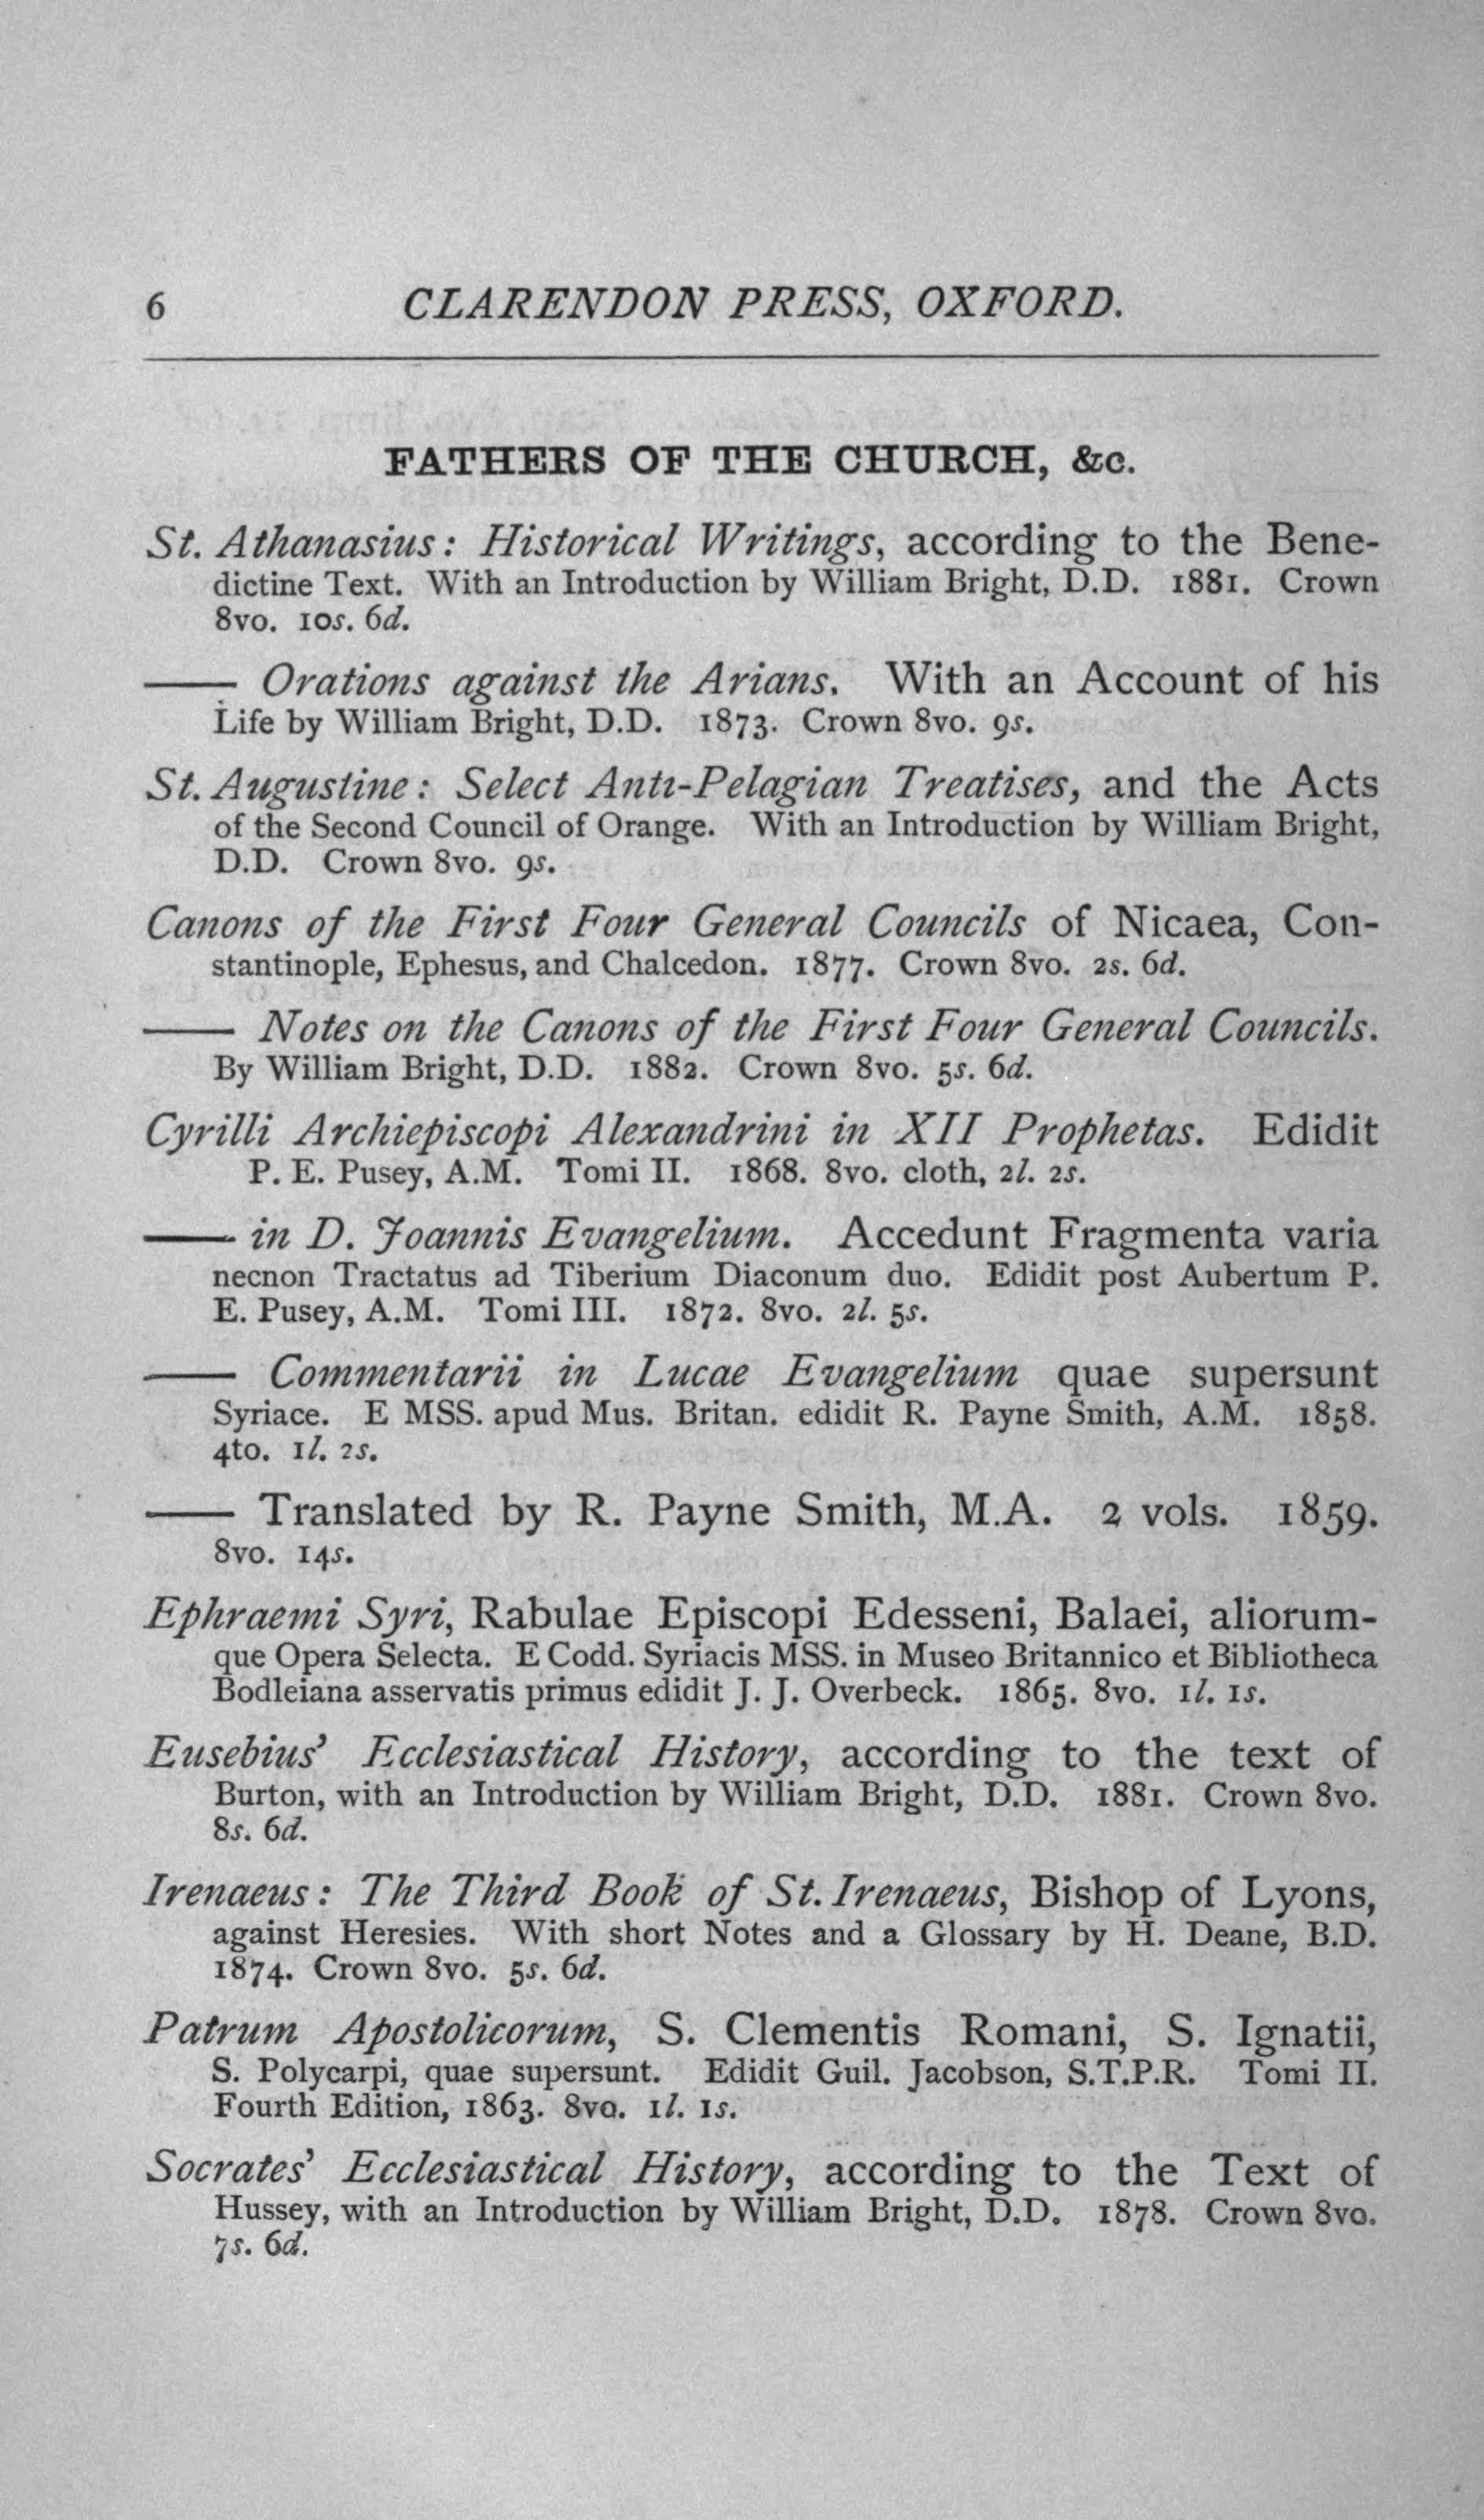 6 CLARENDON PRESS, OXFORD.
FATHERS OF THE CHURCH, &c.
St. Athanasius: Historical Writings, according to the Bene-
dictine Text. With an Introduction by William Bright, D.D. 1881. Crown
8vo. 10s. 6d.
—— Orations against the Arians. With an Account of his
Life by William Bright, D.D. 1873. Crown 8vo. 9s.
St. Augustine: Select Anti-Pelagian Treatises, and the Acts
of the Second Council of Orange. With an Introduction by William Bright,
D.D. Crown 8vo. 9s.
Canons of the First Four General Councils of Nicaea, Con-
stantinople, Ephesus, and Chalcedon. 1877. Crown 8vo. 2s. 6d.
—— Notes on the Canons of the First Four General Councils.
By William Bright, D.D. 1882. Crown 8vo. 5s. 6d.
Cyrilli Archiepiscopi Alexandrini in XII Prophetas. Edidit
P. E. Pusey, A.M. Tomi II. 1868. 8vo. cloth, 2l. 2s.
—— in D. Joannis Evangelium. Accedunt Fragmenta varia
necnon Tractatus ad Tiberium Diaconum duo. Edidit post Aubertum P.
E. Pusey, A.M. Tomi III. 1872. 8vo. 2l. 5s.
—— Commentarii in Lucae Evangelium quae supersunt
Syriace. E MSS. apud Mus. Britan. edidit R. Payne Smith, A.M. 1858.
4to. 1l. 2s.
—— Translated by R. Payne Smith, M.A. 2 vols. 1859.
8vo. 14s.
Ephraemi Syri, Rabulae Episcopi Edesseni, Balaei, aliorum-
que Opera Selecta. E Codd. Syriacis MSS. in Museo Britannico et Bibliotheca
Bodleiana asservatis primus edidit J. J. Overbeck. 1865. 8vo. 1l. 1s.
Eusebius' Ecclesiastical History, according to the text of
Burton, with an Introduction by William Bright, D.D. 1881. Crown 8vo.
8s. 6d.
Irenaeus: The Third Book of St. Irenaeus, Bishop of Lyons,
against Heresies. With short Notes and a Glossary by H. Deane, B.D.
1874. Crown 8vo. 5s. 6d.
Patrum Apostolicorum, S. Clementis Romani, S. Ignatii,
S. Polycarpi, quae supersunt. Edidit Guil. Jacobson, S.T.P.R. Tomi II.
Fourth Edition, 1863. 8vo. 1l. 1s.
Socrates' Ecclesiastical History, according to the Text of
Hussey, with an Introduction by William Bright, D.D. 1878. Crown 8vo.
7s. 6d.